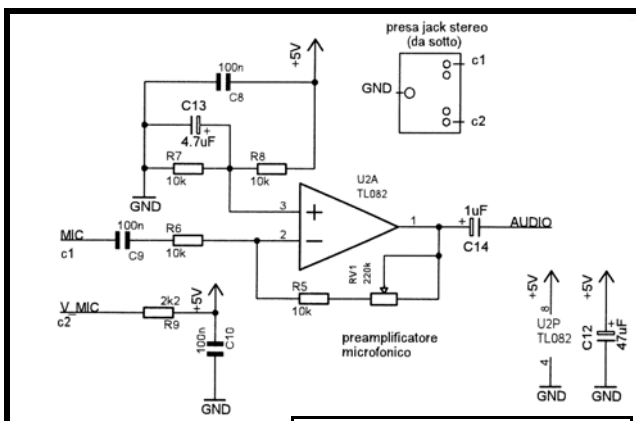 presa jack stereo
(da sotto)
c1
GND
c2
+5V
100n
C8
C13
+
4.7uF
R7
10k
R8
10k
GND
U2A
TL082
3
+
2
−
1
MIC
c1
100n
C9
R6
10k
1uF
+
C14
AUDIO
RV1
220k
R5
10k
V_MIC
c2
2k2
R9
+5V
100n
C10
GND
preamplificatore
microfonico
+5V
8
U2P
TL082
4
GND
+5V
+
C12
47uF
GND